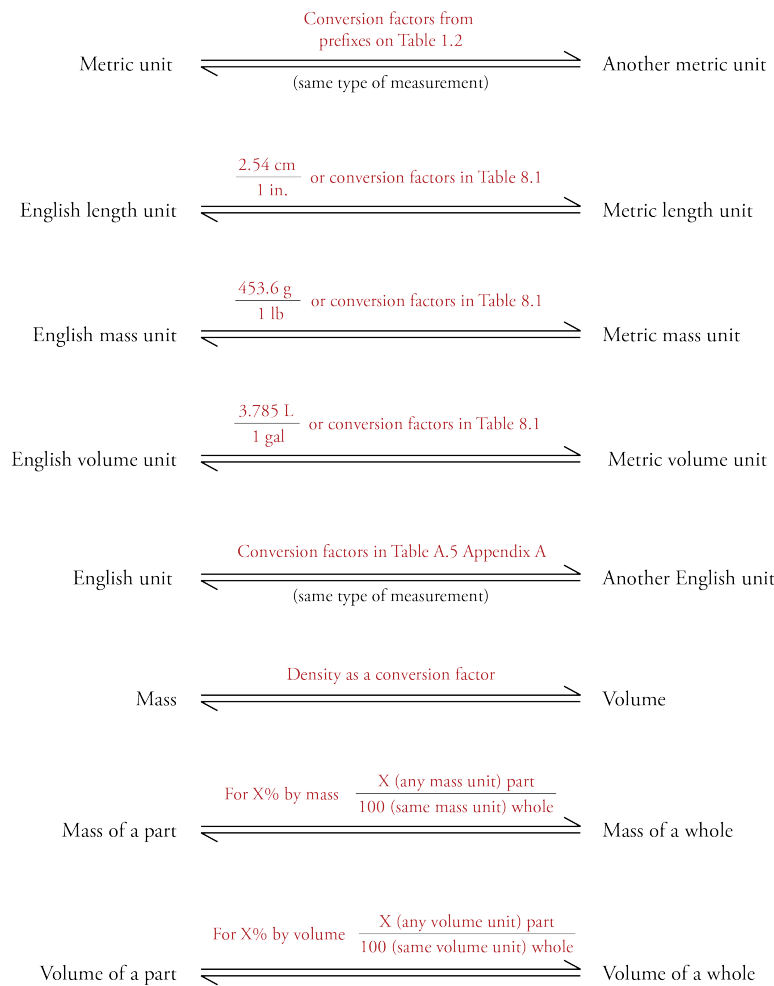 Conversion factors from
prefixes on Table 1.2
Metric unit
Another metric unit
(same type of measurement)
2.54 cm
or conversion factors in Table 8.1
1 in.
English length unit
Metric length unit
453.6 g
or conversion factors in Table 8.1
1 lb
English mass unit
Metric mass unit
3.785 L
or conversion factors in Table 8.1
1 gal
English volume unit
Metric volume unit
Conversion factors in Table A.5 Appendix A
English unit
Another English unit
(same type of measurement)
Density as a conversion factor
Mass
Volume
For X% by mass
X (any mass unit) part
100 (same mass unit) whole
Mass of a part
Mass of a whole
For X% by volume
X (any volume unit) part
100 (same volume unit) whole
Volume of a part
Volume of a whole